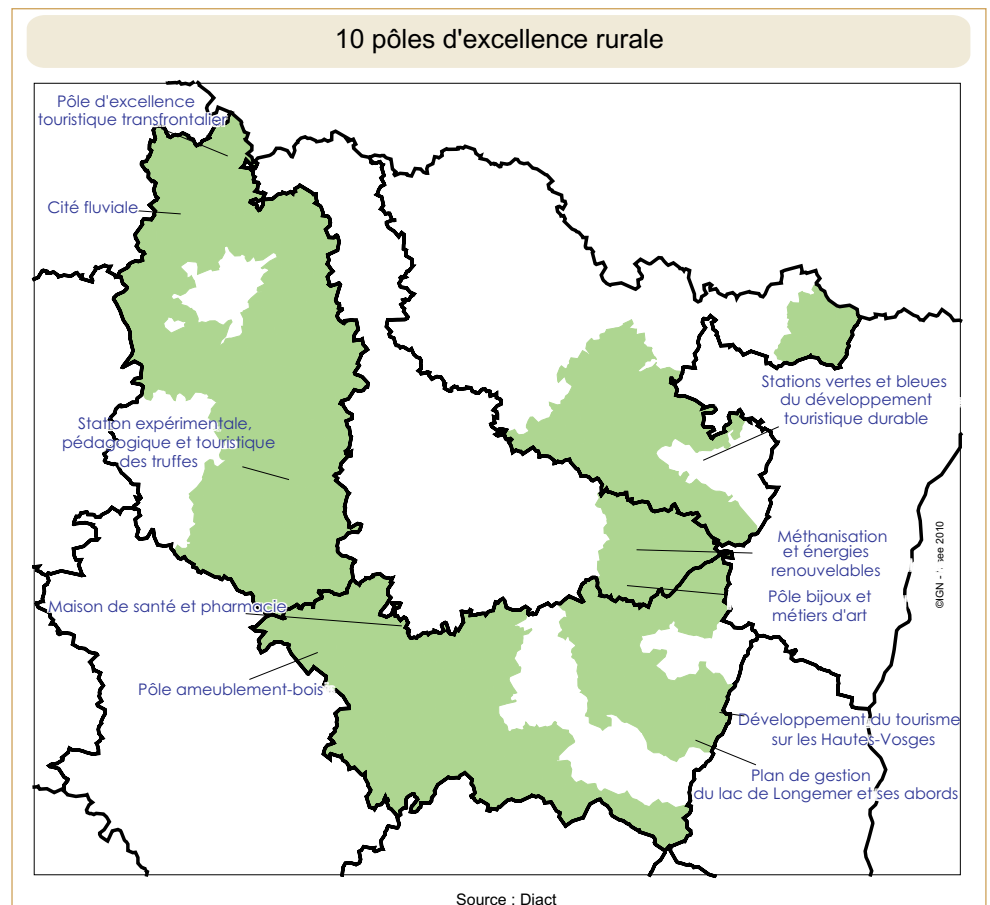 10 pôles d'excellence rurale
Pôle d'excellence
touristique transfrontalier
Cité fluviale
Stations vertes et bleues
du développement
touristique durable
Station expérimentale,
pédagogique et touristique
des truffes
Méthanisation
et énergies
renouvelables
Pôle bijoux et
métiers d'art
Maison de santé et pharmacie
Pôle ameublement-bois
Développement du tourisme
sur les Hautes-Vosges
Plan de gestion
du lac de Longemer et ses abords
©IGN - Insee 2010
Source : Diact